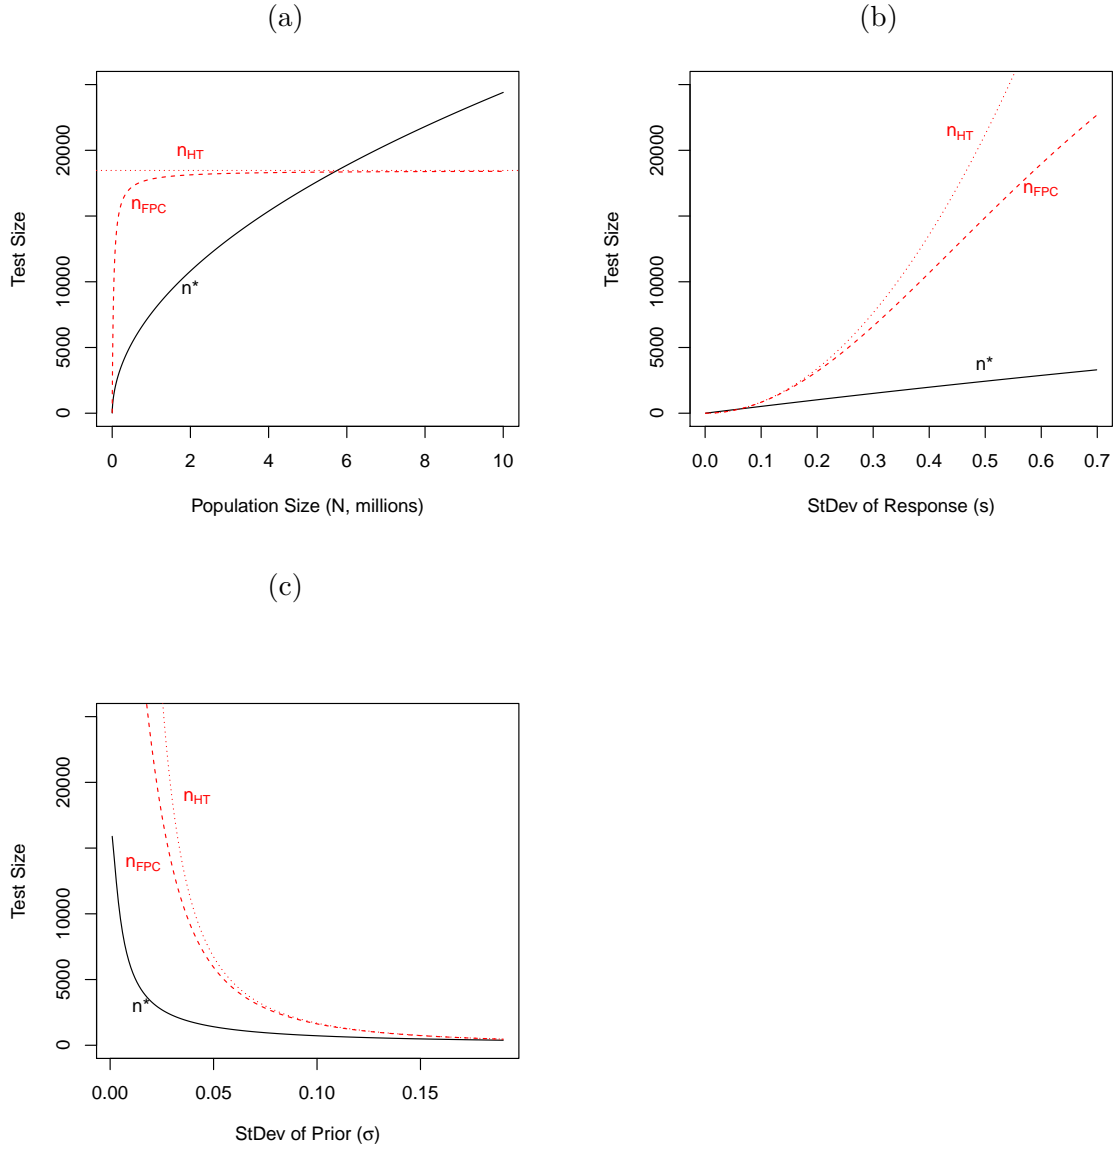 (a)
Test Size
0 5000 10000 20000
n_HT
n_FPC
n*
0 2 4 6 8 10
Population Size (N, millions)
(b)
Test Size
0 5000 10000 20000
n_HT
n_FPC
n*
0.0 0.1 0.2 0.3 0.4 0.5 0.6 0.7
StDev of Response (s)
(c)
Test Size
0 5000 10000 20000
n_HT
n_FPC
n*
0.00 0.05 0.10 0.15
StDev of Prior (σ)